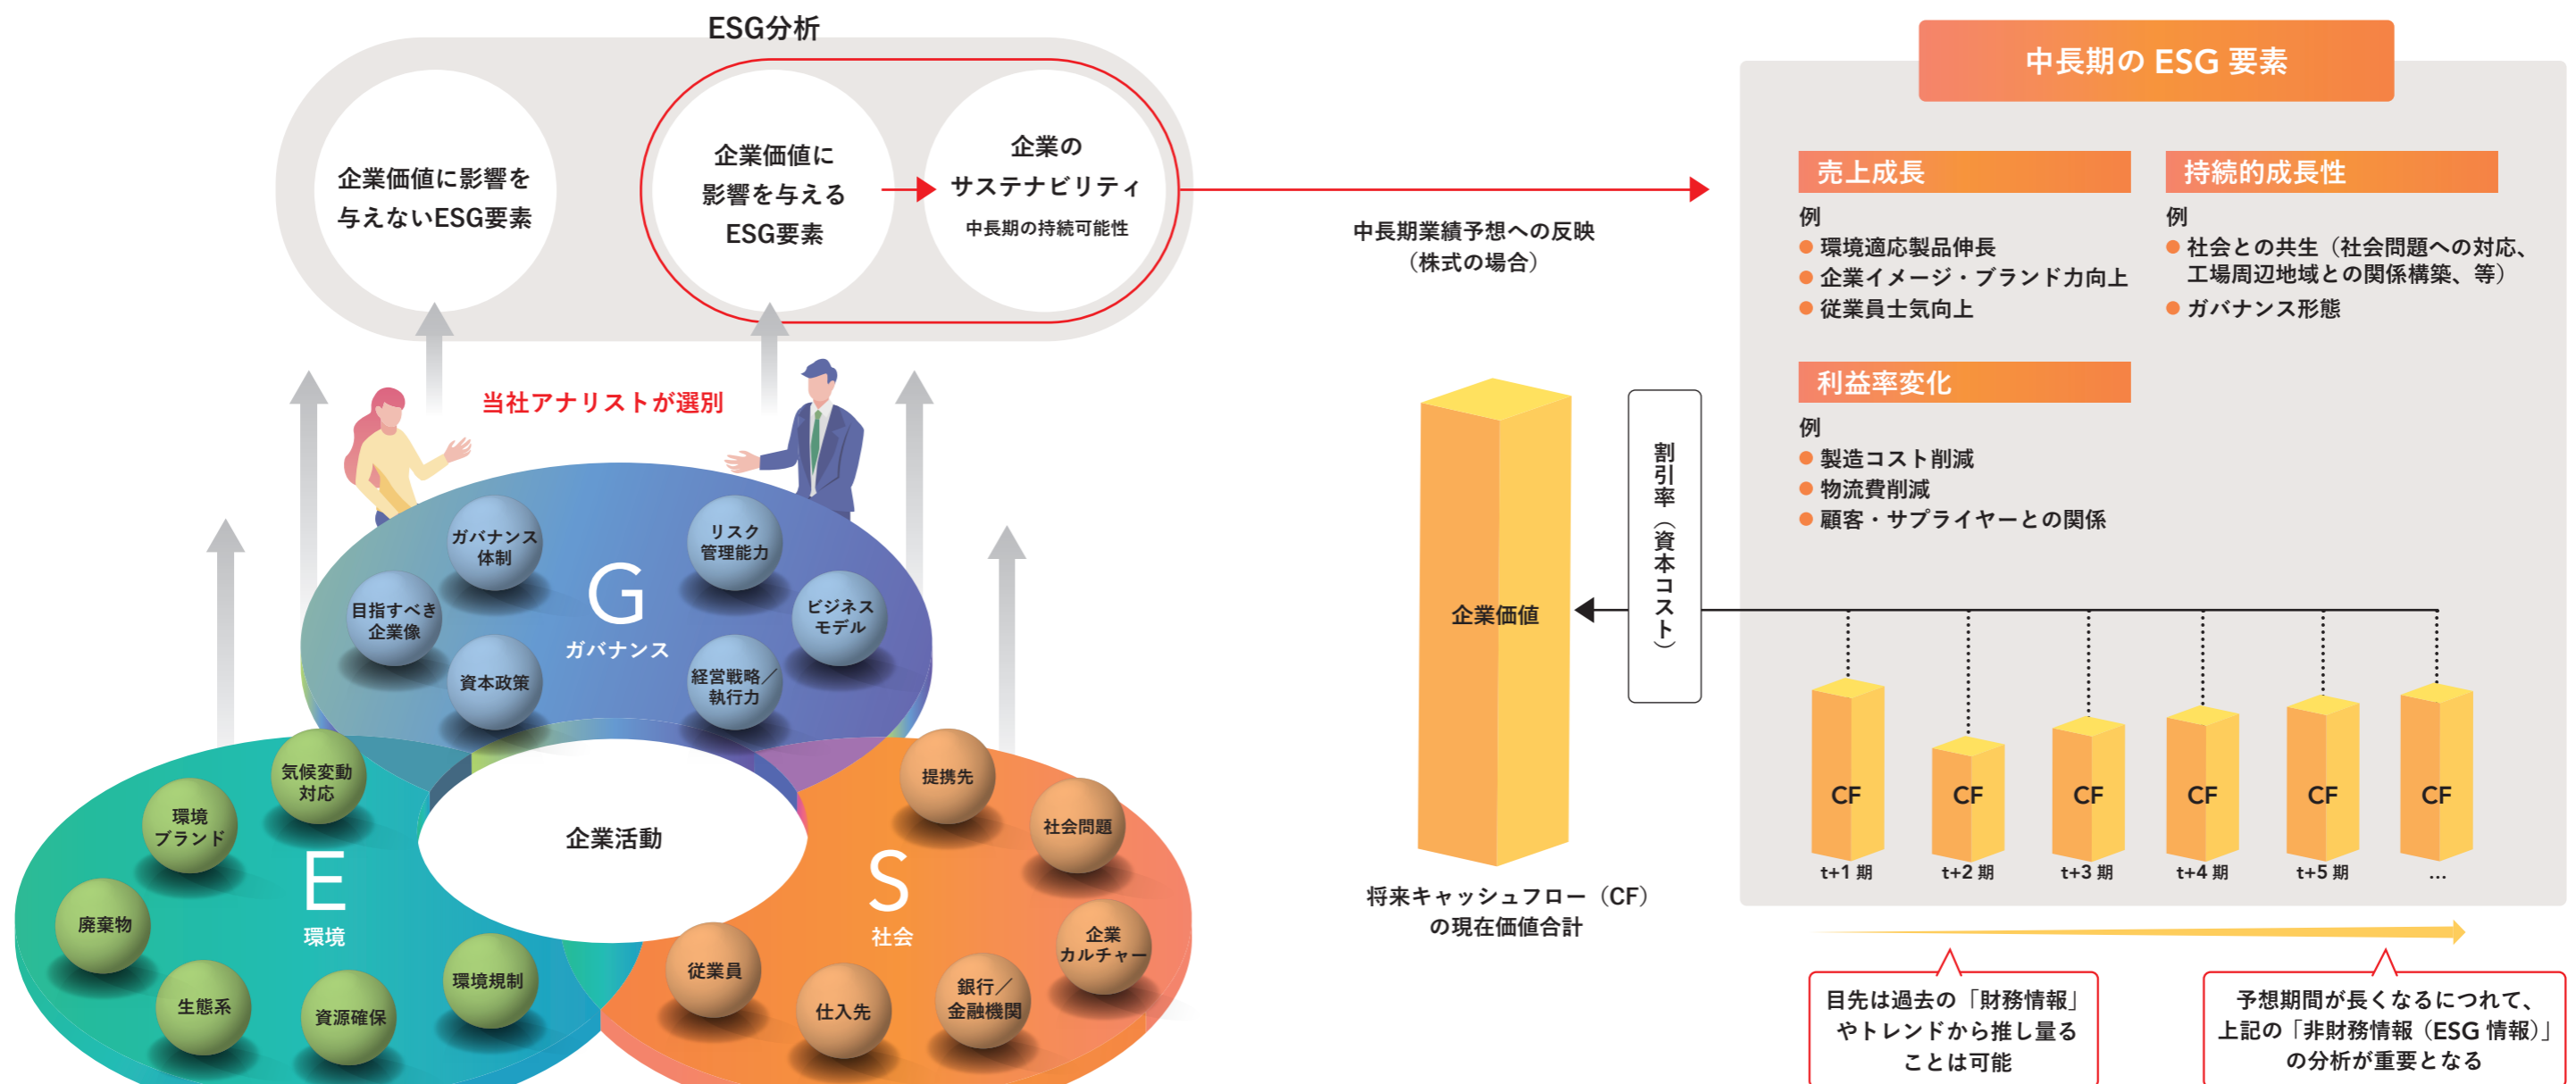 ESG分析
企業価値に影響を
与えないESG要素
企業価値に
影響を与える
ESG要素
企業の
サステナビリティ
中長期の持続可能性
当社アナリストが選別
ガバナンス
体制
リスク
管理能力
目指すべき
企業像
ビジネス
モデル
G
ガバナンス
資本政策
経営戦略／
執行力
気候変動
対応
環境
ブランド
E
環境
廃棄物
生態系
資源確保
環境規制
企業活動
提携先
社会問題
S
社会
従業員
仕入先
銀行／
金融機関
企業
カルチャー
中長期業績予想への反映
（株式の場合）
企業価値
将来キャッシュフロー（CF）
の現在価値合計
割引率（資本コスト）
中長期の ESG 要素
売上成長
例
● 環境適応製品伸長
● 企業イメージ・ブランド力向上
● 従業員士気向上
持続的成長性
例
● 社会との共生（社会問題への対応、
工場周辺地域との関係構築、等）
● ガバナンス形態
利益率変化
例
● 製造コスト削減
● 物流費削減
● 顧客・サプライヤーとの関係
CF
CF
CF
CF
CF
CF
t+1 期
t+2 期
t+3 期
t+4 期
t+5 期
…
目先は過去の「財務情報」
やトレンドから推し量る
ことは可能
予想期間が長くなるにつれて、
上記の「非財務情報（ESG 情報）」
の分析が重要となる